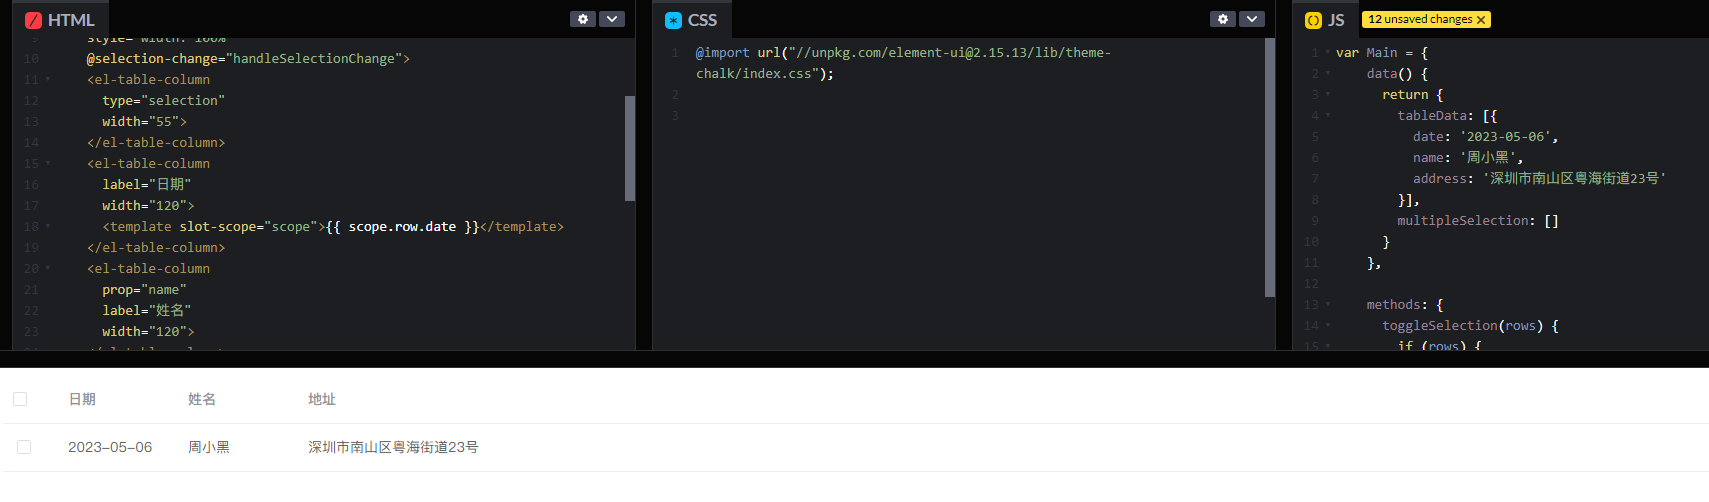 HTML
9
style="width: 100%"
10 @selection-change="handleSelectionChange">
11 <el-table-column
12 type="selection"
13 width="55">
14 </el-table-column>
15 <el-table-column
16 label="日期"
17 width="120">
18 <template slot-scope="scope">{{ scope.row.date }}</template>
19 </el-table-column>
20 <el-table-column
21 prop="name"
22 label="姓名"
23 width="120">
</el-table-column>
CSS
1 @import url("//unpkg.com/element-ui@2.15.13/lib/theme-
chalk/index.css");
2
3
JS 12 unsaved changes ×
1 var Main = {
2 data() {
3 return {
4 tableData: [{
5 date: '2023-05-06',
6 name: '周小黑',
7 address: '深圳市南山区粤海街道23号'
8 }],
9 multipleSelection: []
10 }
11 },
12
13 methods: {
14 toggleSelection(rows) {
15 if (rows) {
日期 姓名 地址
2023-05-06 周小黑 深圳市南山区粤海街道23号